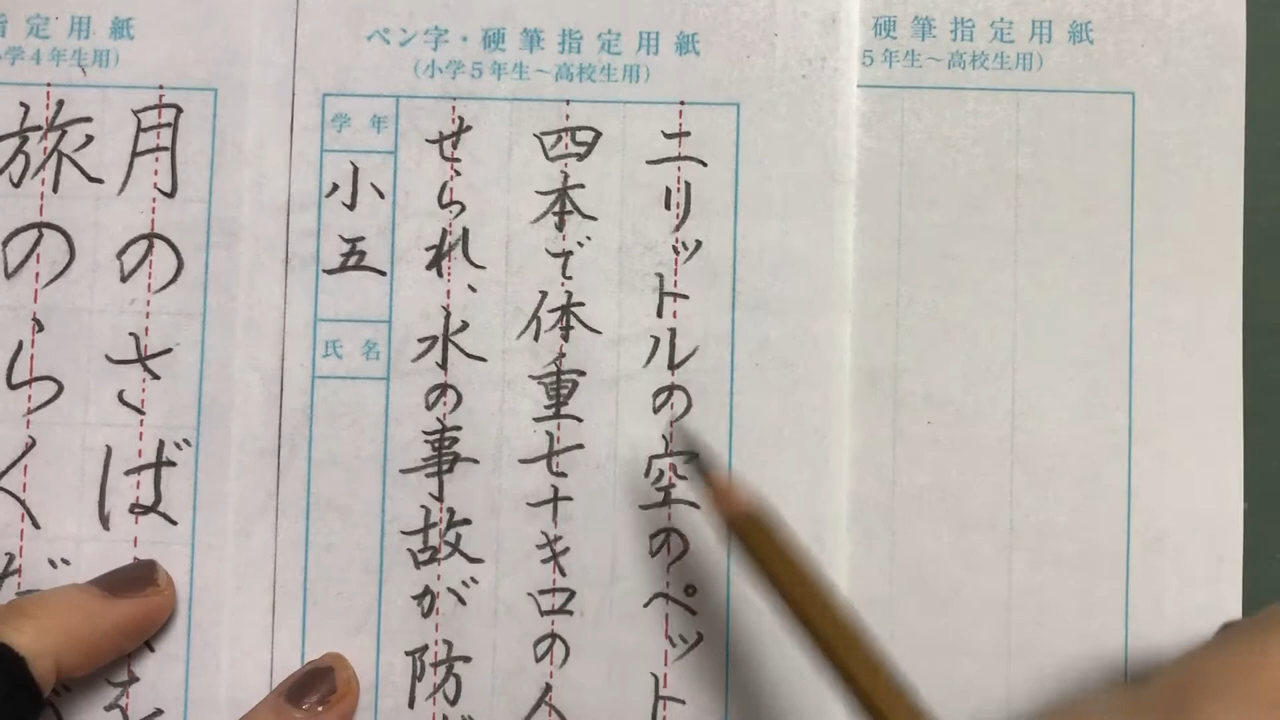 ペン字・硬筆指定用紙
(小学5年生~高校生用)
二リットルの空のペット
四本で体重七十キロの人
せられ、水の事故が防
学年
小五
氏名
指定用紙
小学4年生用)
月のさば
旅のらくだ
硬筆指定用紙
5年生~高校生用)